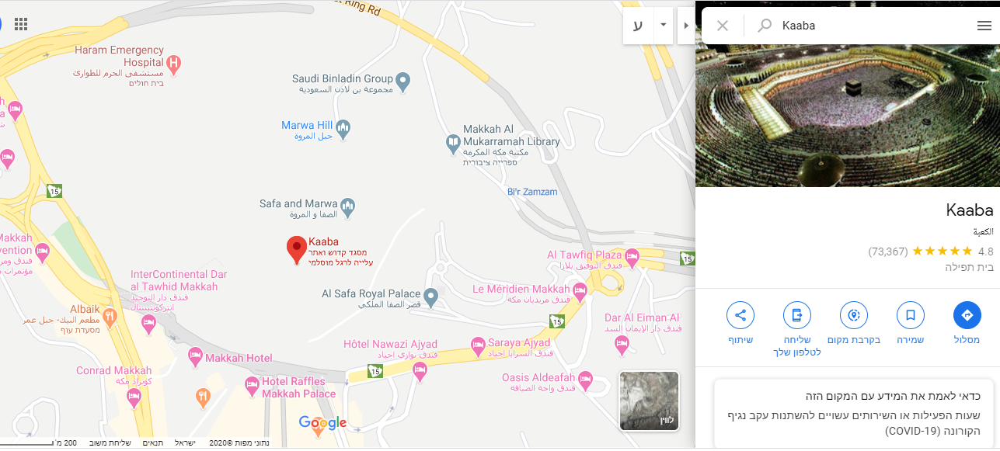 st Ring Rd
Haram Emergency
Hospital
مستشفى الحرم للطوارئ
בית חולים
Saudi Binladin Group
مجموعة بن لادن السعودية
Marwa Hill
جبل المروة
Makkah Al
Mukarramah Library
مكتبة مكة المكرمة
ספרייה ציבורית
Bi'r Zamzam
15
Safa and Marwa
الصفا و المروة
Kaaba
מסגד קדוש ואתר
עלייה לרגל מוסלמי
Makkah
vention
فندق ومر
مؤتمرات م
InterContinental Dar
al Tawhid Makkah
فندق دار التوحيد
إنتركونتيننتال
Al Tawfiq Plaza
فندق التوفيق بلازا
15
Le Méridien Makkah
فندق مريديان مكة
Al Safa Royal Palace
قصر الصفا الملكي
Albaik
مطعم البيك- جبل عمر
מסעדת עוף
15
Dar Al Eiman Al
فندق دار الإيمان السد
Hôtel Nawazi Ajyad
فندق نوازي اجياد
Saraya Ajyad
فندق السرايا اجياد
Makkah Hotel
Conrad Makkah
كونراد مكة
15
Hotel Raffles
Makkah Palace
Oasis Aldeafah
فندق واحة الضيافة
לווין
Google
נתוני מפות ©2020
ישראל
תנאים
שליחת משוב
200 מ'
ע
Kaaba
Kaaba
الكعبة
4.8 (73,367)
בית תפילה
מסלול
שמירה
בקרבת מקום
שליחה
לטלפון שלך
שיתוף
כדאי לאמת את המידע עם המקום הזה
שעות הפעילות או השירותים עשויים להשתנות עקב נגיף
הקורונה (COVID-19)